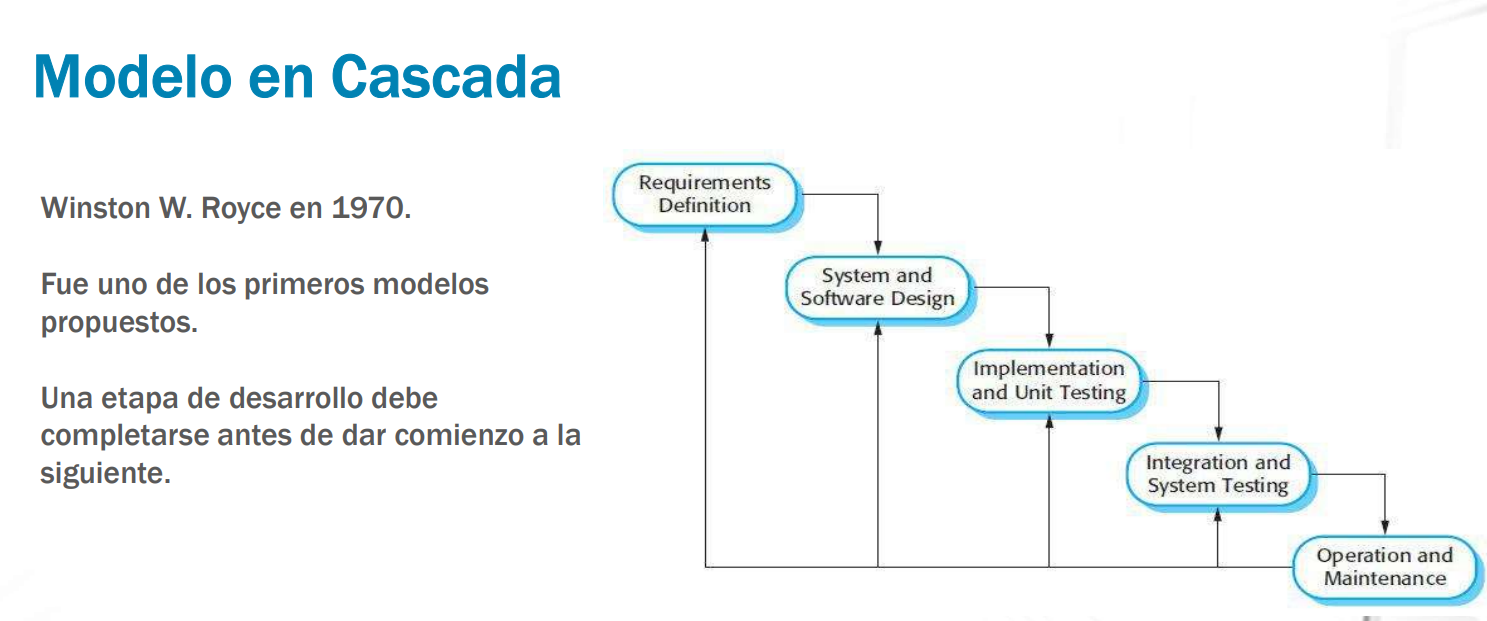 Modelo en Cascada
Winston W. Royce en 1970.
Fue uno de los primeros modelos
propuestos.
Una etapa de desarrollo debe
completarse antes de dar comienzo a la
siguiente.
Requirements
Definition
System and
Software Design
Implementation
and Unit Testing
Integration and
System Testing
Operation and
Maintenance